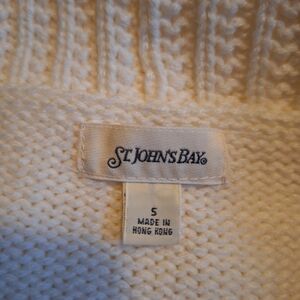 ST. JOHN'S BAY®
S
MADE IN
HONG KONG